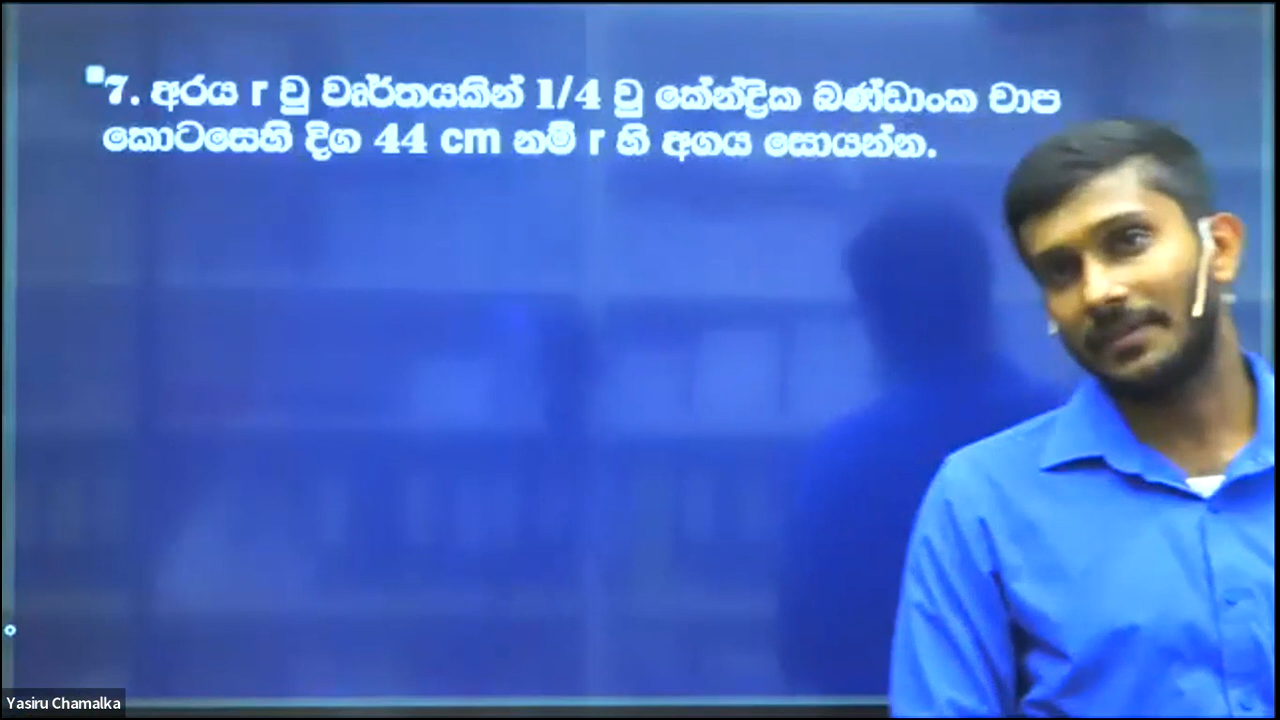 7. අරය r වූ වෘර්තයකින් 1/4 වූ කේන්ද්‍රික ඛණ්ඩාංක චාප
කොටසෙහි දිග 44 cm නම් r හි අගය සොයන්න.
Yasiru Chamalka